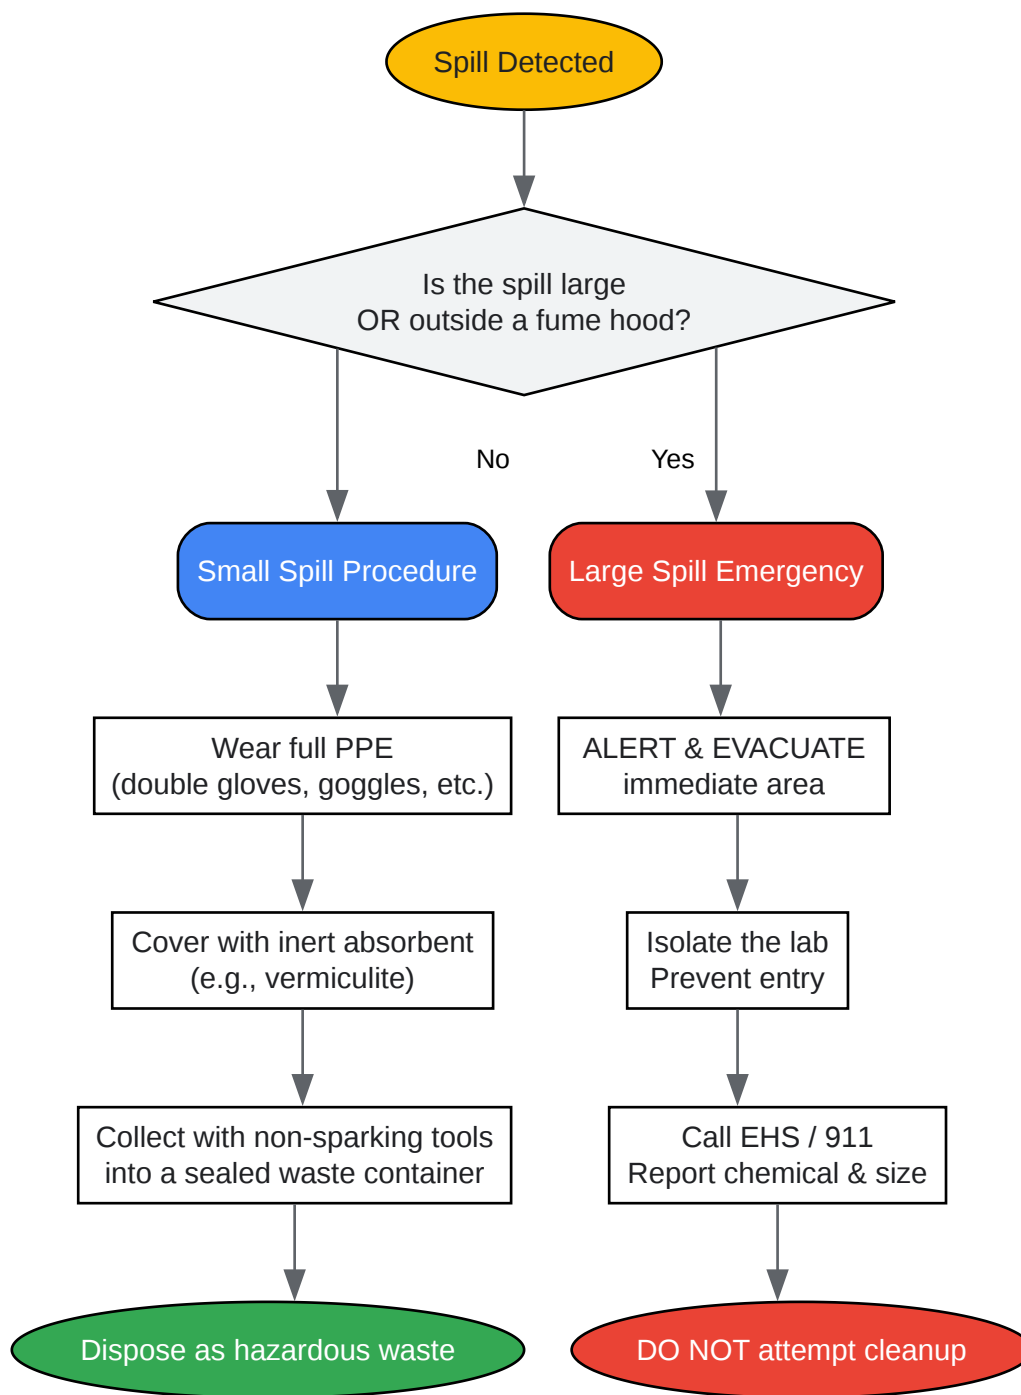 Spill Detected
Is the spill large
OR outside a fume hood?
No
Yes
Small Spill Procedure
Large Spill Emergency
Wear full PPE
(double gloves, goggles, etc.)
ALERT & EVACUATE
immediate area
Cover with inert absorbent
(e.g., vermiculite)
Isolate the lab
Prevent entry
Collect with non-sparking tools
into a sealed waste container
Call EHS / 911
Report chemical & size
Dispose as hazardous waste
DO NOT attempt cleanup